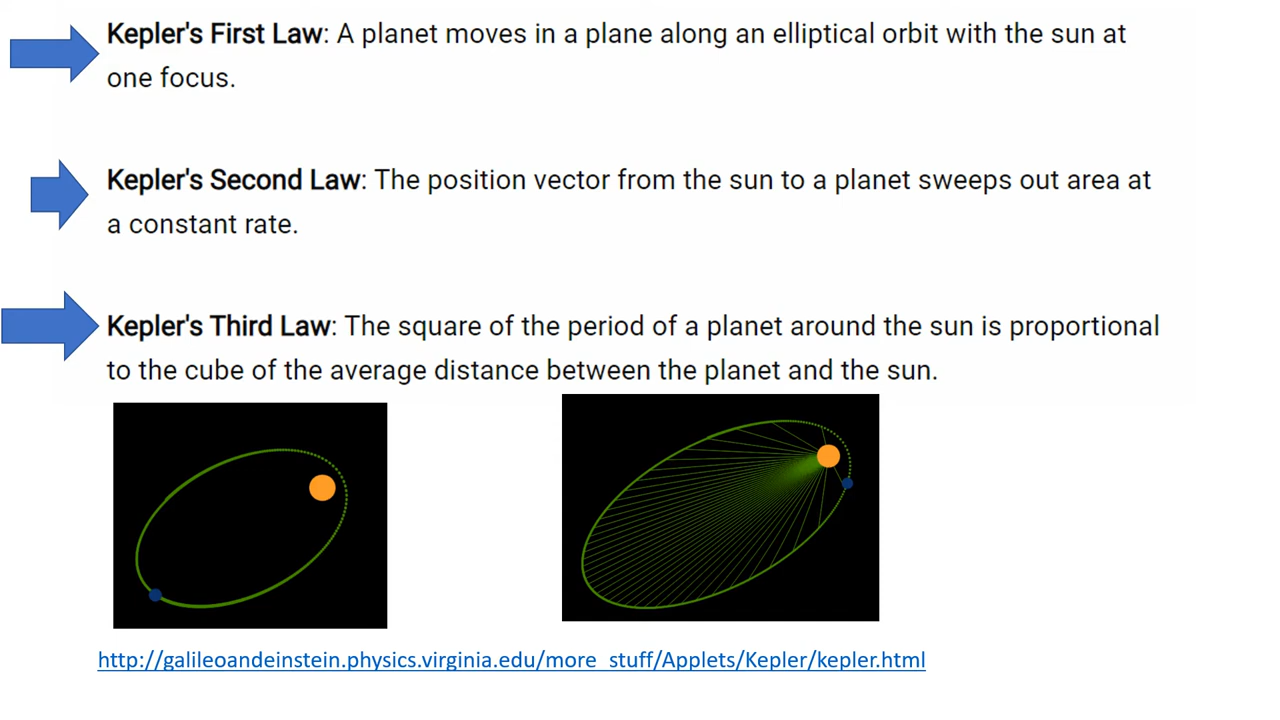 Kepler's First Law: A planet moves in a plane along an elliptical orbit with the sun at
one focus.
Kepler's Second Law: The position vector from the sun to a planet sweeps out area at
a constant rate.
Kepler's Third Law: The square of the period of a planet around the sun is proportional
to the cube of the average distance between the planet and the sun.
http://galileoandeinstein.physics.virginia.edu/more_stuff/Applets/Kepler/kepler.html